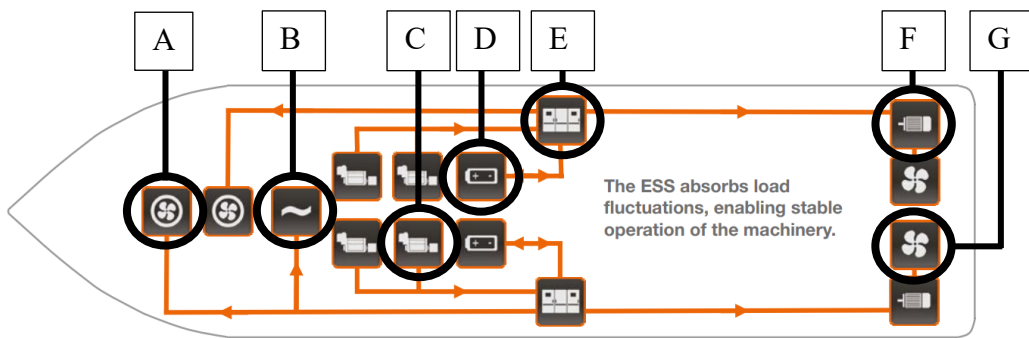 A B C D E F G
The ESS absorbs load
fluctuations, enabling stable
operation of the machinery.